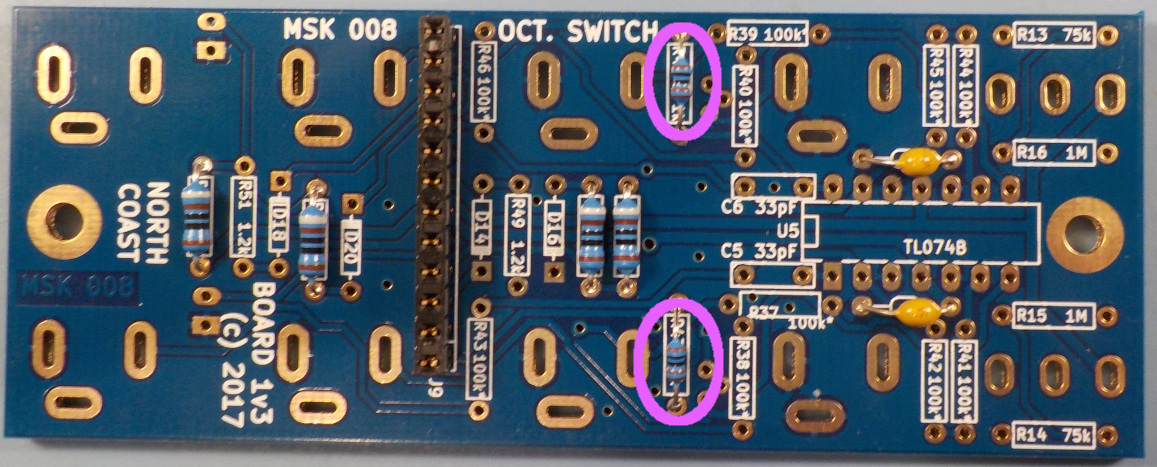 MSK 008
OCT. SWITCH
R39 100k*
R13 75k
R46 100k*
R40 100k*
R45 100k*
R44 100k*
R16 1M
NORTH
COAST
R51 1.2k
D18
D20
D14
R49 1.2k
D16
C6 33pF
U5
TL074B
C5 33pF
MSK 008
BOARD 1v3
(c) 2017
R37
100k*
R15 1M
R43 100k*
J9
R38 100k*
R42 100k*
R41 100k*
R14 75k